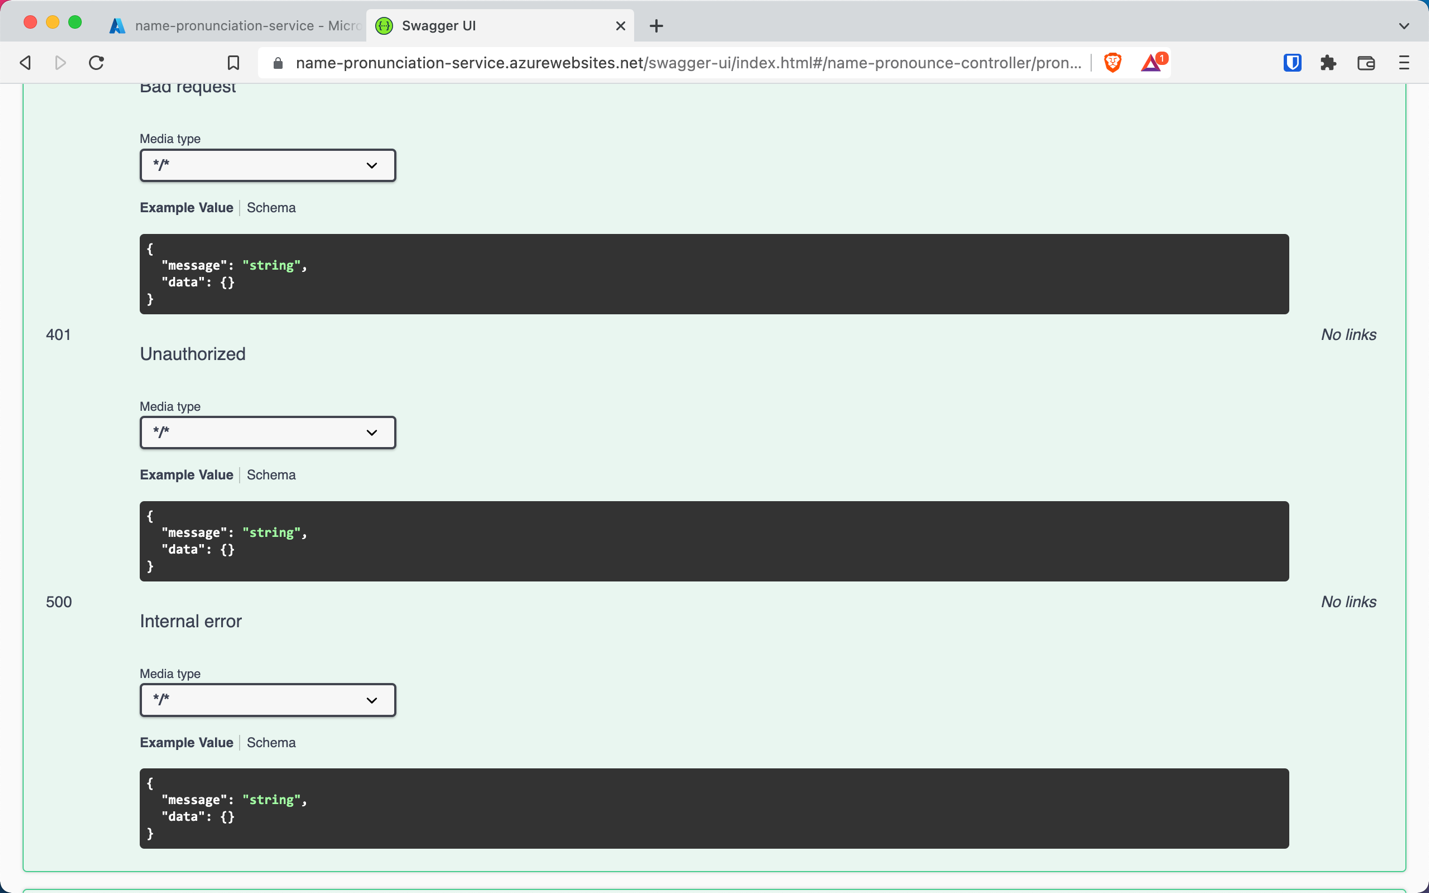 name-pronunciation-service - Micr
Swagger UI
name-pronunciation-service.azurewebsites.net/swagger-ui/index.html#/name-pronounce-controller/pron...
1
Bad request
Media type
*/*
Example Value
Schema
{
"message": "string",
"data": {}
}
401
No links
Unauthorized
Media type
*/*
Example Value
Schema
{
"message": "string",
"data": {}
}
500
No links
Internal error
Media type
*/*
Example Value
Schema
{
"message": "string",
"data": {}
}